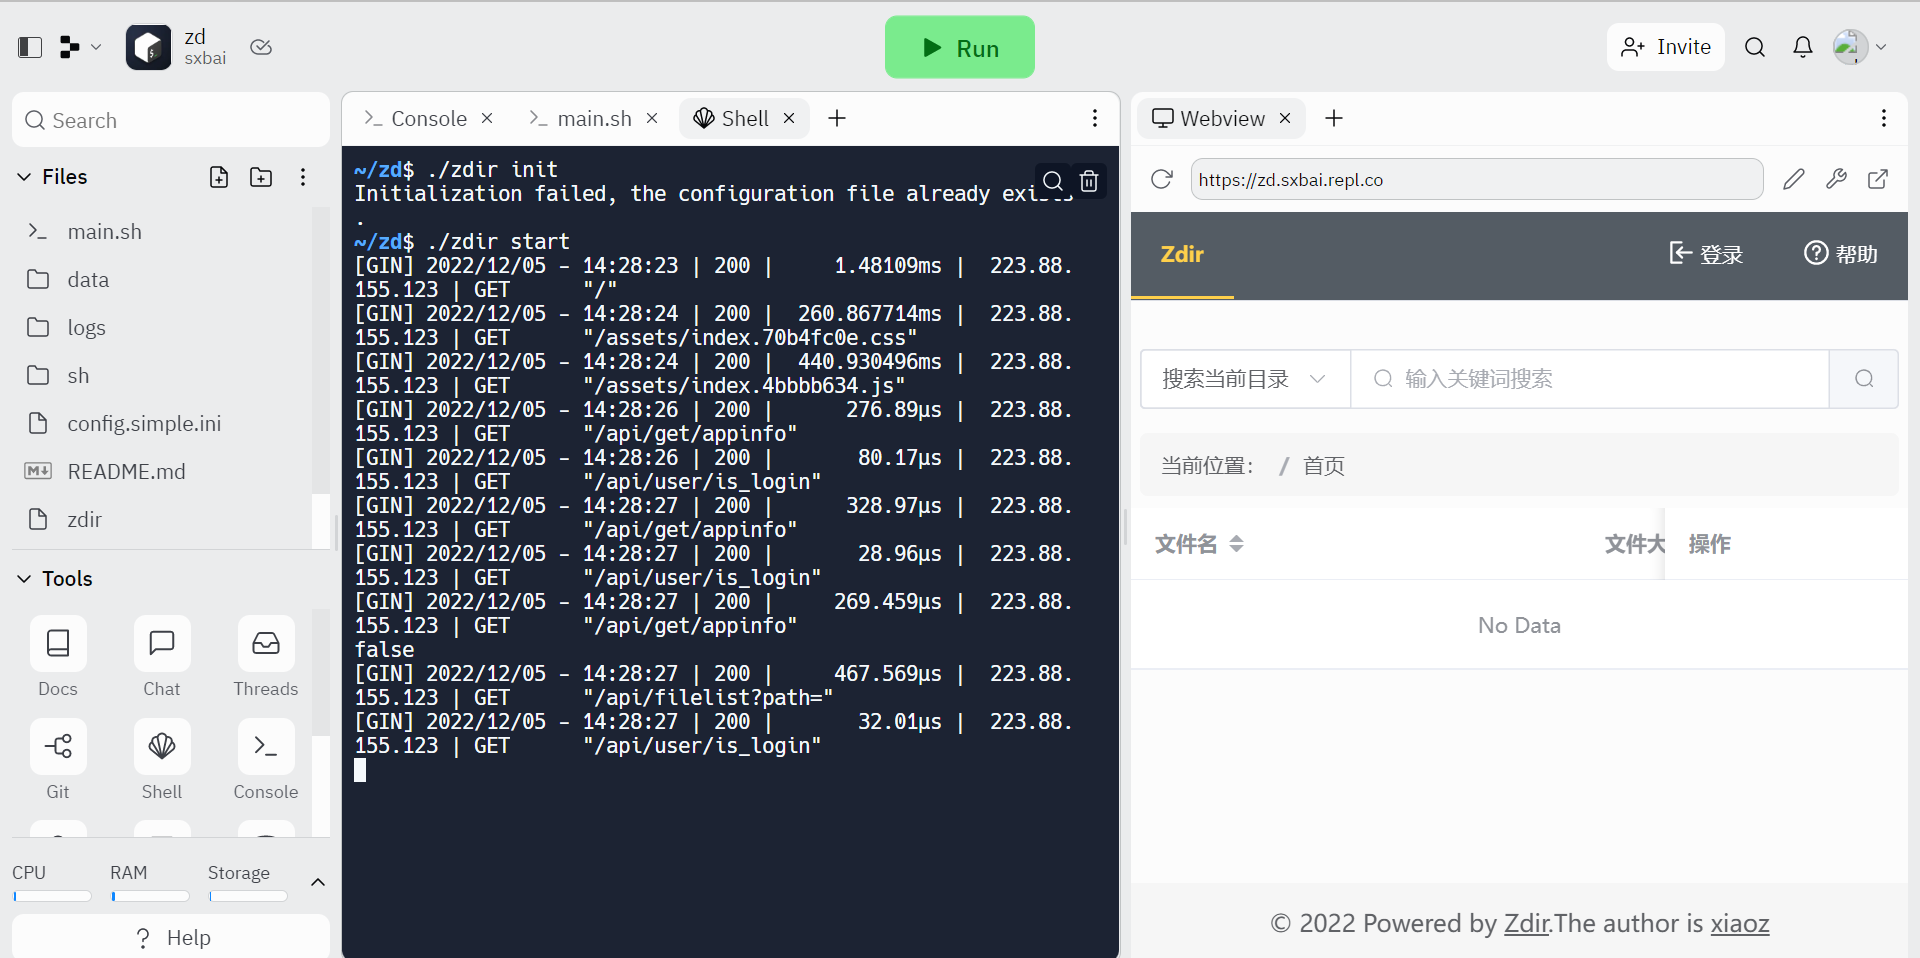 zd
sxbai
Run
Invite
Search
Files
main.sh
data
logs
sh
config.simple.ini
README.md
zdir
Tools
Docs
Chat
Threads
Git
Shell
Console
CPU
RAM
Storage
? Help
Console
main.sh
Shell
~/zd$ ./zdir init
Initialization failed, the configuration file already exists
.
~/zd$ ./zdir start
[GIN] 2022/12/05 - 14:28:23 | 200 |     1.48109ms |  223.88.
155.123 | GET      "/"
[GIN] 2022/12/05 - 14:28:24 | 200 |  260.867714ms |  223.88.
155.123 | GET      "/assets/index.70b4fc0e.css"
[GIN] 2022/12/05 - 14:28:24 | 200 |  440.930496ms |  223.88.
155.123 | GET      "/assets/index.4bbbb634.js"
[GIN] 2022/12/05 - 14:28:26 | 200 |      276.89µs |  223.88.
155.123 | GET      "/api/get/appinfo"
[GIN] 2022/12/05 - 14:28:26 | 200 |       80.17µs |  223.88.
155.123 | GET      "/api/user/is_login"
[GIN] 2022/12/05 - 14:28:27 | 200 |      328.97µs |  223.88.
155.123 | GET      "/api/get/appinfo"
[GIN] 2022/12/05 - 14:28:27 | 200 |       28.96µs |  223.88.
155.123 | GET      "/api/user/is_login"
[GIN] 2022/12/05 - 14:28:27 | 200 |     269.459µs |  223.88.
155.123 | GET      "/api/get/appinfo"
false
[GIN] 2022/12/05 - 14:28:27 | 200 |     467.569µs |  223.88.
155.123 | GET      "/api/filelist?path="
[GIN] 2022/12/05 - 14:28:27 | 200 |       32.01µs |  223.88.
155.123 | GET      "/api/user/is_login"
Webview
https://zd.sxbai.repl.co
Zdir
登录
帮助
搜索当前目录
输入关键词搜索
当前位置: / 首页
文件名
文件大
操作
No Data
© 2022 Powered by Zdir.The author is xiaoz